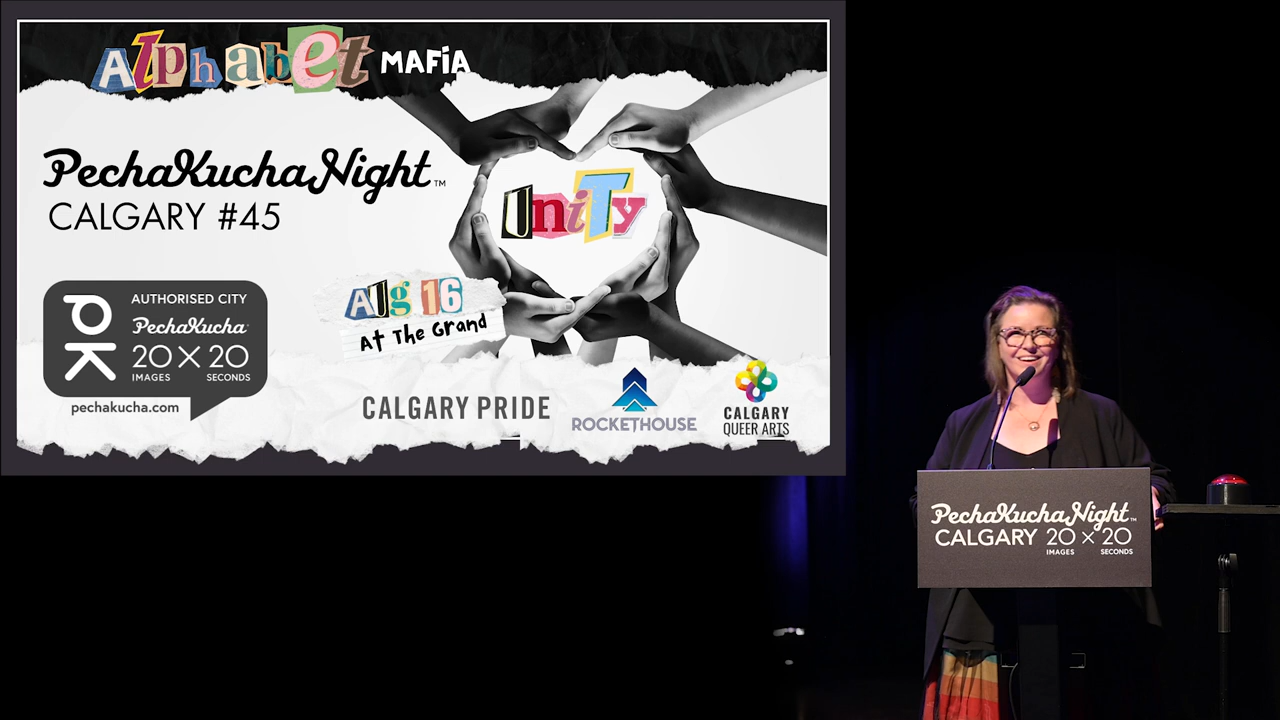 Alphabet MAFiA
PechaKuchaNight™
CALGARY #45
UniTy
Aug 16
At The Grand
PK
AUTHORISED CITY
PechaKucha
20 × 20
IMAGES SECONDS
pechakucha.com
CALGARY PRIDE
ROCKETHOUSE
CALGARY
QUEER ARTS
PechaKuchaNight™
CALGARY 20 × 20
IMAGES SECONDS